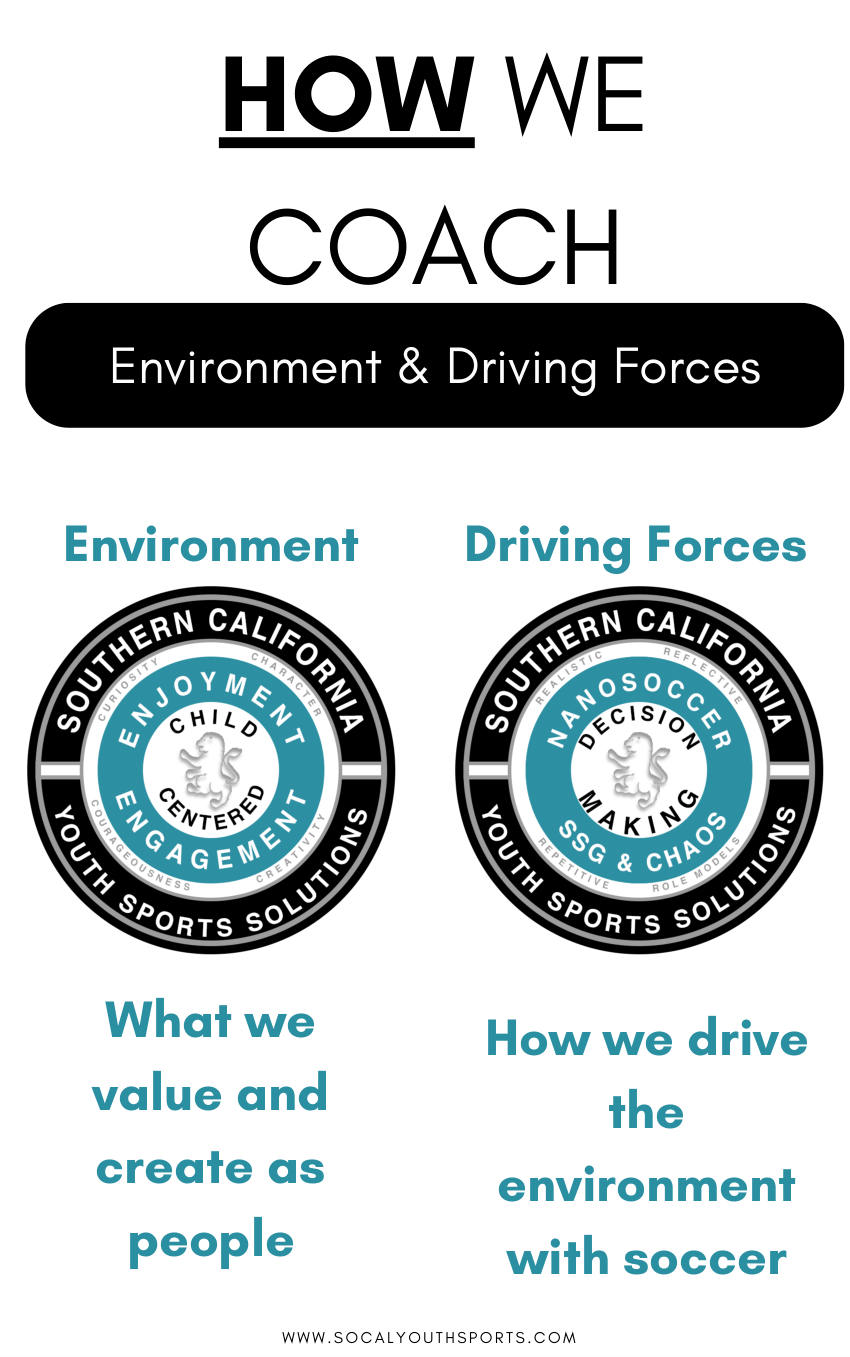 HOW WE
COACH
Environment & Driving Forces
Environment
SOUTHERN CALIFORNIA
CURIOSITY
CHARACTER
ENJOYMENT
CHILD
CENTERED
ENGAGEMENT
COURAGEOUSNESS
CREATIVITY
YOUTH SPORTS SOLUTIONS
What we
value and
create as
people
Driving Forces
SOUTHERN CALIFORNIA
REALISTIC
REFLECTIVE
NANOSOCCER
DECISION
MAKING
SSG & CHAOS
REPETITIVE
ROLE MODELS
YOUTH SPORTS SOLUTIONS
How we drive
the
environment
with soccer
WWW.SOCALYOUTHSPORTS.COM